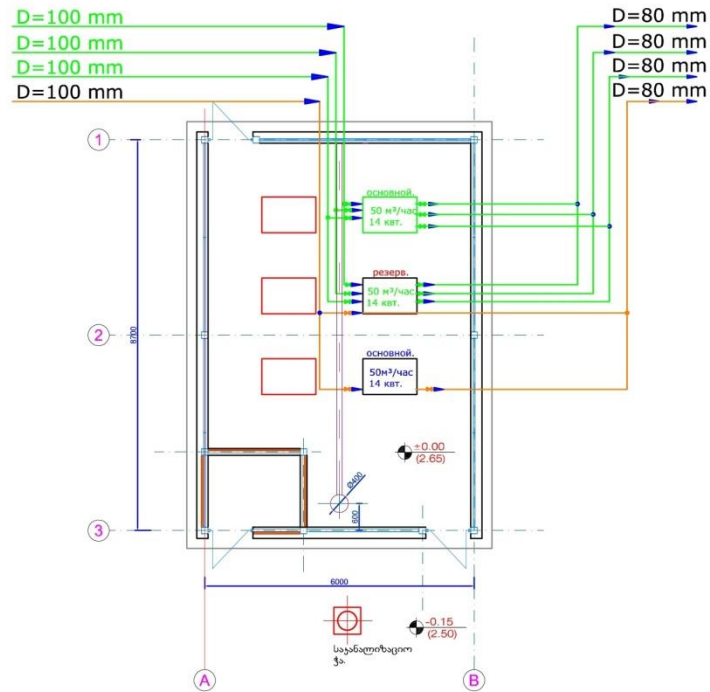 D=100 mm
D=100 mm
D=100 mm
D=100 mm
D=80 mm
D=80 mm
D=80 mm
D=80 mm
1
основной.
50 м³/час
14 квт.
резерв.
50 м³/час
14 квт.
2
8700
основной.
50м³/час
14 квт.
±0.00
(2.65)
Ø400
600
3
6000
-0.15
(2.50)
საკანალიზაციო
ჭა.
A
B